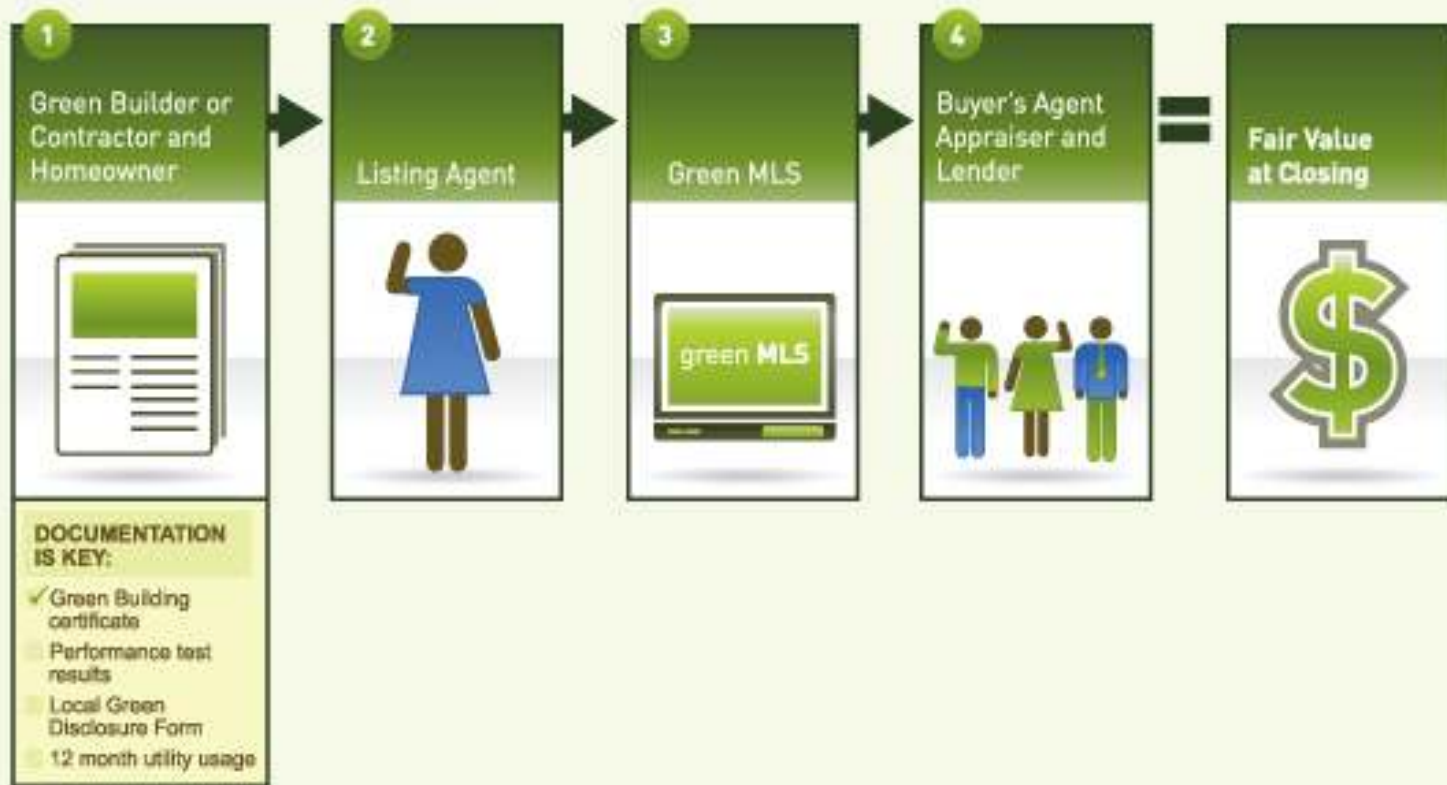 1
Green Builder or
Contractor and
Homeowner
2
Listing Agent
3
Green MLS
green MLS
4
Buyer's Agent
Appraiser and
Lender
Fair Value
at Closing
$
DOCUMENTATION
IS KEY:
✓ Green Building
certificate
Performance test
results
Local Green
Disclosure Form
12 month utility usage